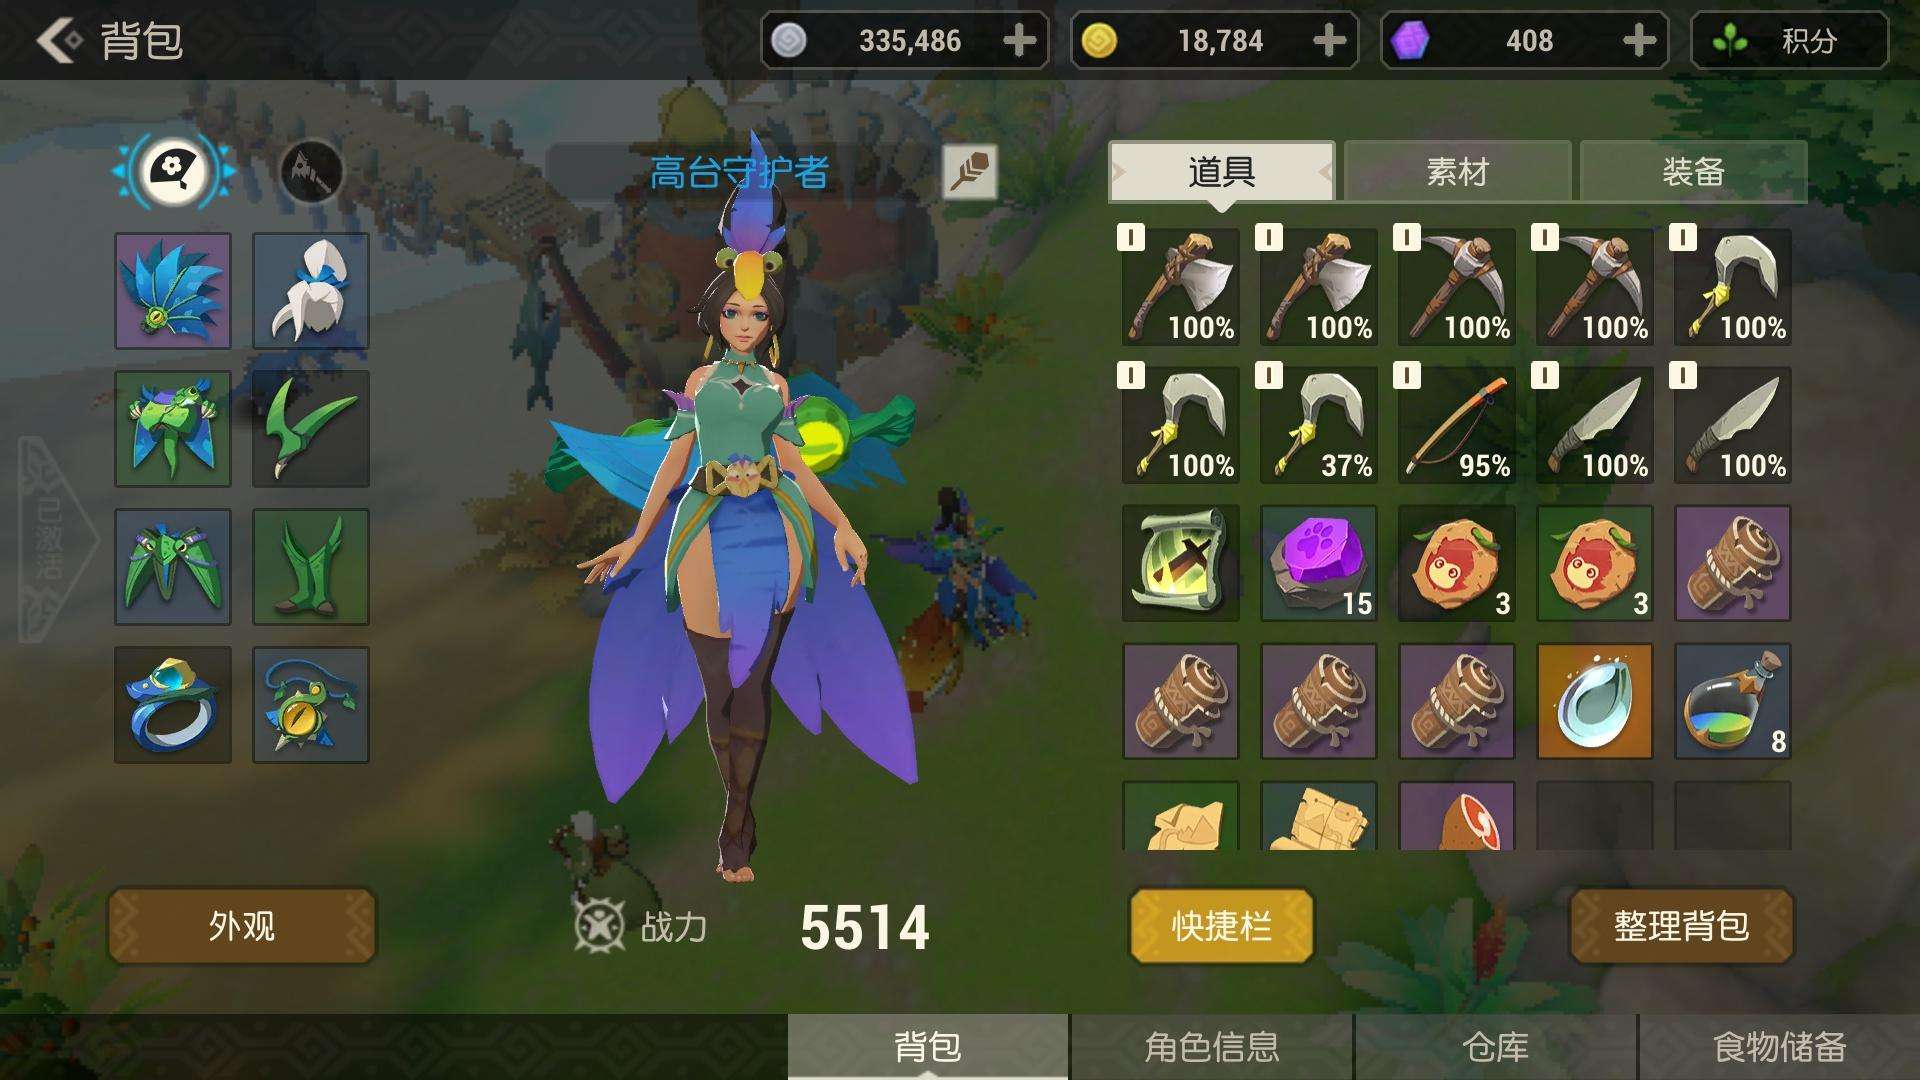 背包
335,486
18,784
408
积分
高台守护者
道具
素材
装备
I
I
I
I
I
100%
100%
100%
100%
100%
I
I
I
I
I
100%
37%
95%
100%
100%
15
3
3
8
已激活
外观
战力
5514
快捷栏
整理背包
背包
角色信息
仓库
食物储备